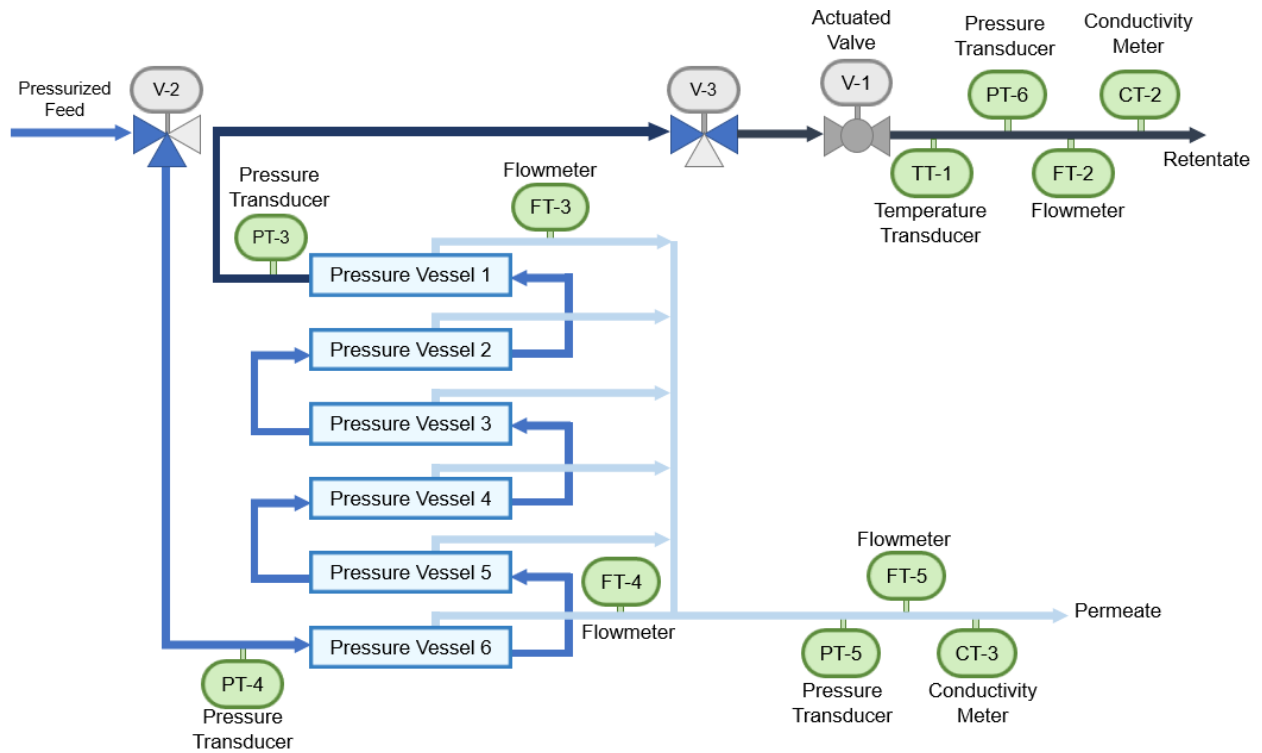 Actuated
Valve
Pressure
Transducer
Conductivity
Meter
Pressurized
Feed
V-2
V-3
V-1
PT-6
CT-2
Retentate
TT-1
FT-2
Temperature
Transducer
Flowmeter
Pressure
Transducer
Flowmeter
PT-3
FT-3
Pressure Vessel 1
Pressure Vessel 2
Pressure Vessel 3
Pressure Vessel 4
Pressure Vessel 5
Pressure Vessel 6
FT-4
Flowmeter
Flowmeter
FT-5
Permeate
PT-5
CT-3
Pressure
Transducer
Conductivity
Meter
PT-4
Pressure
Transducer